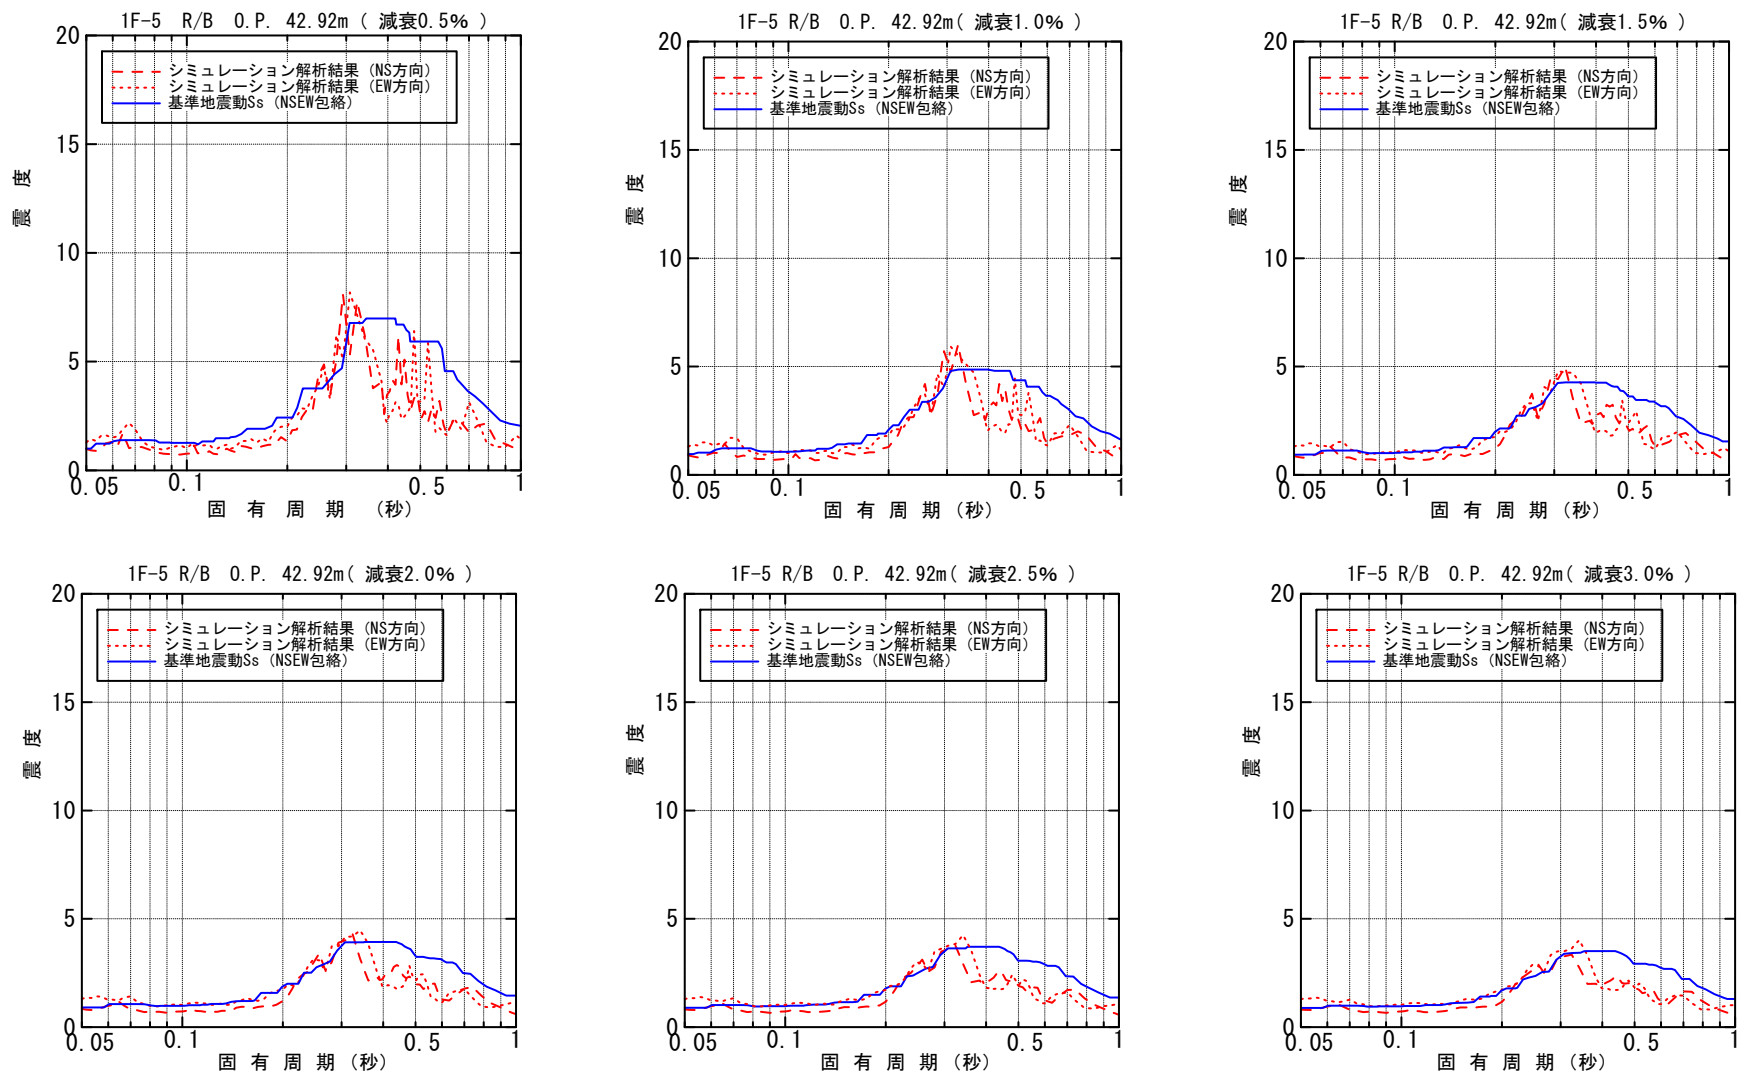 1F-5 R/B O.P. 42.92m( 減衰0.5% )
20
15
10
5
0
震度
シミュレーション解析結果(NS方向)
シミュレーション解析結果(EW方向)
基準地震動Ss(NSEW包絡)
0.05 0.1 0.5 1
固有周期(秒)
1F-5 R/B O.P. 42.92m( 減衰1.0% )
20
15
10
5
0
震度
シミュレーション解析結果(NS方向)
シミュレーション解析結果(EW方向)
基準地震動Ss(NSEW包絡)
0.05 0.1 0.5 1
固有周期(秒)
1F-5 R/B O.P. 42.92m( 減衰1.5% )
20
15
10
5
0
震度
シミュレーション解析結果(NS方向)
シミュレーション解析結果(EW方向)
基準地震動Ss(NSEW包絡)
0.05 0.1 0.5 1
固有周期(秒)
1F-5 R/B O.P. 42.92m( 減衰2.0% )
20
15
10
5
0
震度
シミュレーション解析結果(NS方向)
シミュレーション解析結果(EW方向)
基準地震動Ss(NSEW包絡)
0.05 0.1 0.5 1
固有周期(秒)
1F-5 R/B O.P. 42.92m( 減衰2.5% )
20
15
10
5
0
震度
シミュレーション解析結果(NS方向)
シミュレーション解析結果(EW方向)
基準地震動Ss(NSEW包絡)
0.05 0.1 0.5 1
固有周期(秒)
1F-5 R/B O.P. 42.92m( 減衰3.0% )
20
15
10
5
0
震度
シミュレーション解析結果(NS方向)
シミュレーション解析結果(EW方向)
基準地震動Ss(NSEW包絡)
0.05 0.1 0.5 1
固有周期(秒)